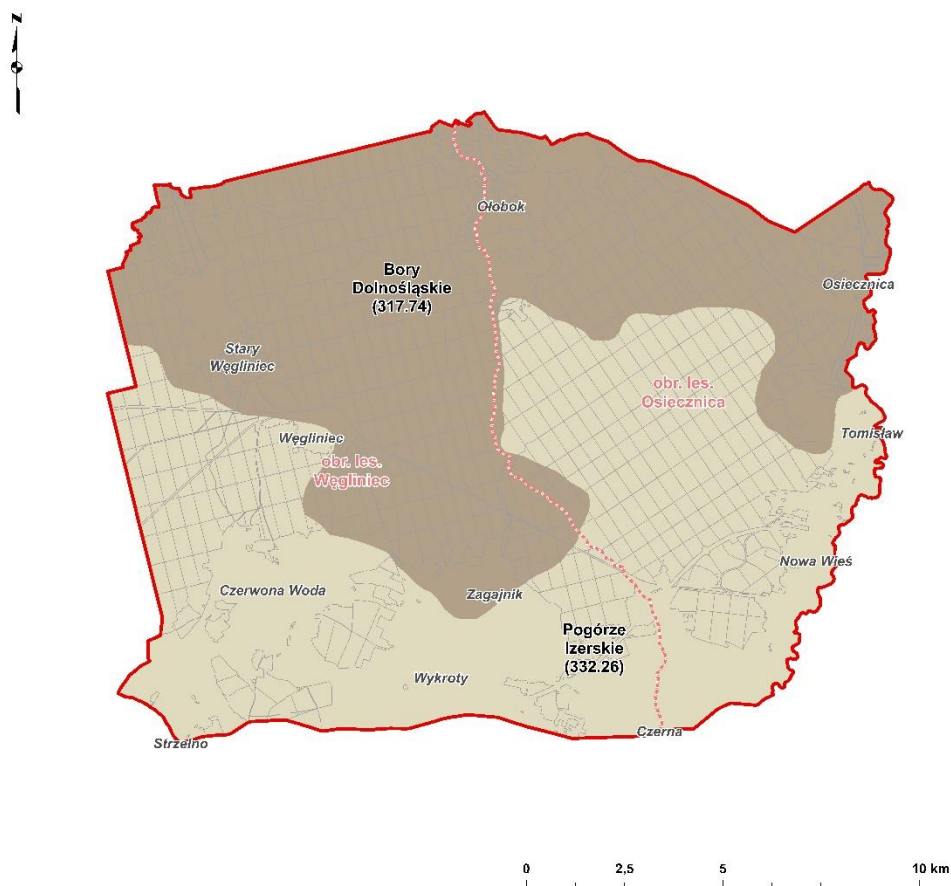 N
Ołobok
Bory
Dolnośląskie
(317.74)
Osiecznica
Stary
Węgliniec
obr. les.
Osiecznica
Węgliniec
Tomisław
obr. les.
Węgliniec
Nowa Wieś
Czerwona Woda
Zagajnik
Pogórze
Izerskie
(332.26)
Wykroty
Strzelno
Czerna
0 2,5 5 10 km